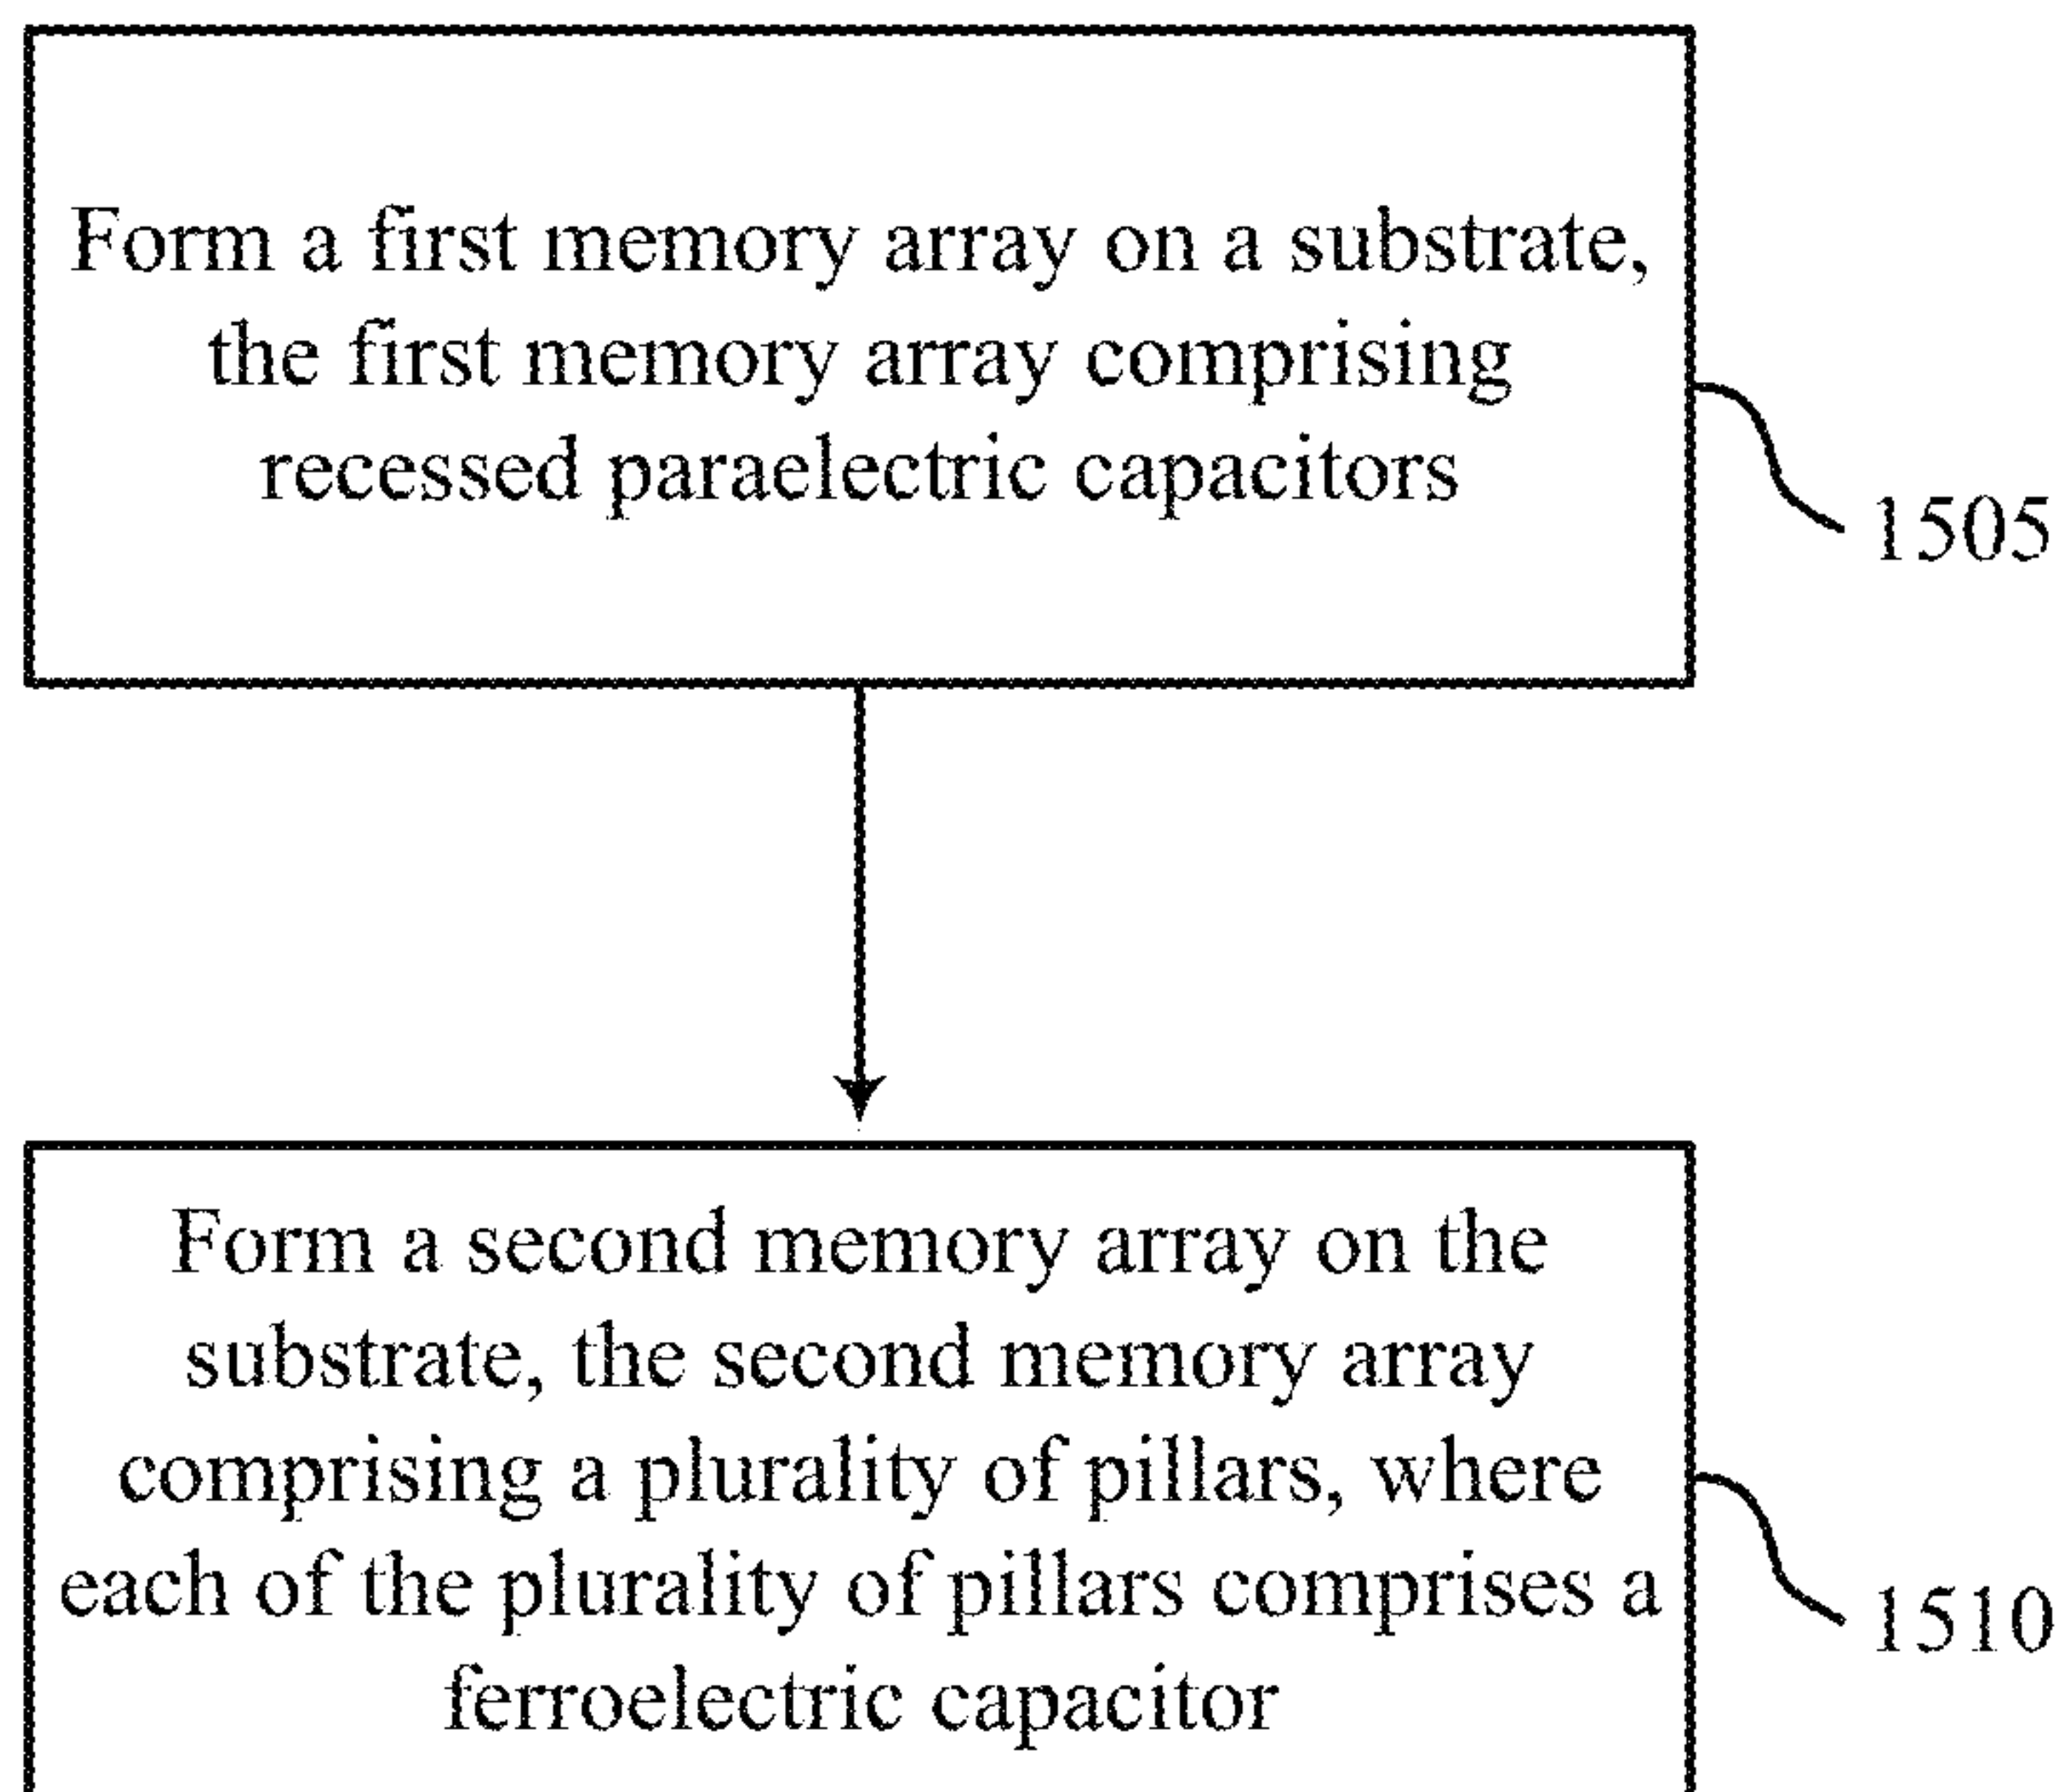 Form a first memory array on a substrate,
the first memory array comprising
recessed paraelectric capacitors
1505
Form a second memory array on the
substrate, the second memory array
comprising a plurality of pillars, where
each of the plurality of pillars comprises a
ferroelectric capacitor
1510